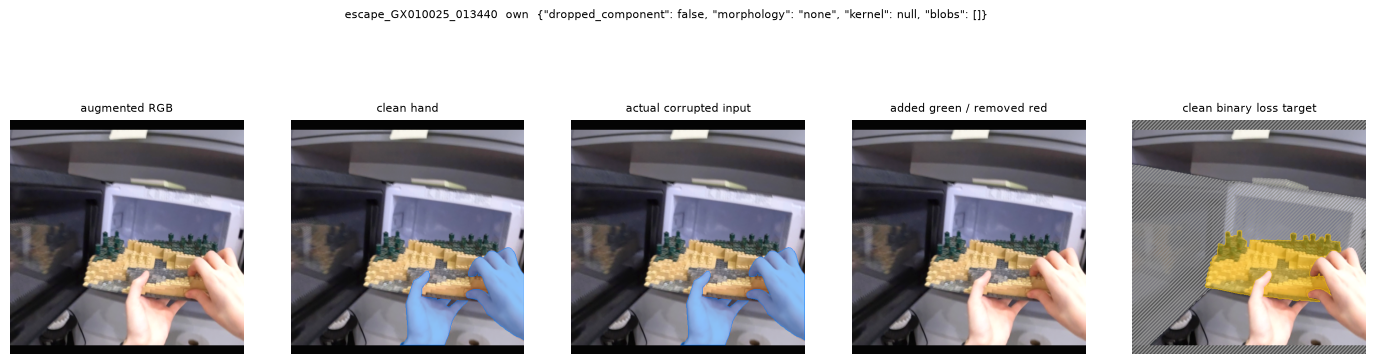 escape_GX010025_013440  own  {"dropped_component": false, "morphology": "none", "kernel": null, "blobs": []}
augmented RGB
clean hand
actual corrupted input
added green / removed red
clean binary loss target